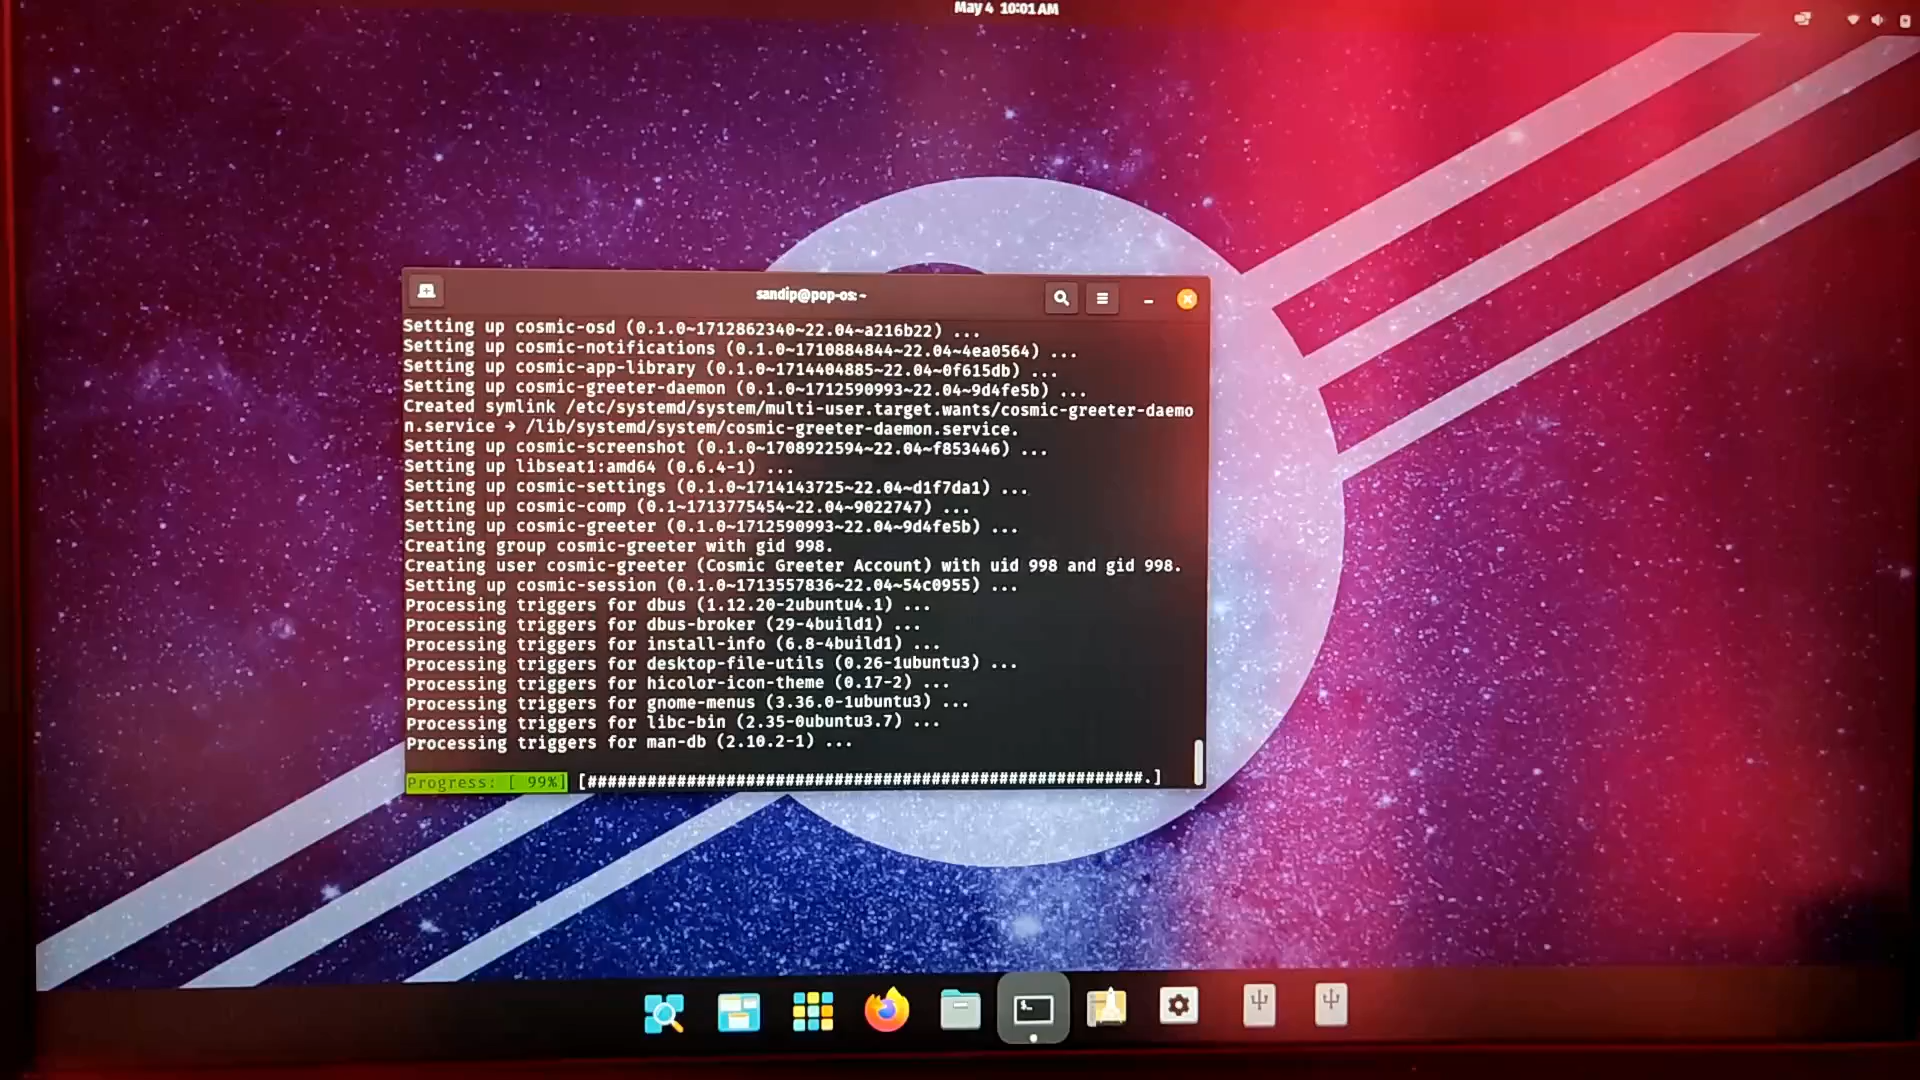 May 4 10:01 AM
sandip@pop-os: ~
Setting up cosmic-osd (0.1.0~1712862340~22.04~a216b22) ...
Setting up cosmic-notifications (0.1.0~1710884844~22.04~4ea0564) ...
Setting up cosmic-app-library (0.1.0~1714404885~22.04~0f615db) ...
Setting up cosmic-greeter-daemon (0.1.0~1712590993~22.04~9d4fe5b) ...
Created symlink /etc/systemd/system/multi-user.target.wants/cosmic-greeter-daemo
n.service → /lib/systemd/system/cosmic-greeter-daemon.service.
Setting up cosmic-screenshot (0.1.0~1708922594~22.04~f853446) ...
Setting up libseat1:amd64 (0.6.4-1) ...
Setting up cosmic-settings (0.1.0~1714143725~22.04~d1f7da1) ...
Setting up cosmic-comp (0.1~1713775454~22.04~9022747) ...
Setting up cosmic-greeter (0.1.0~1712590993~22.04~9d4fe5b) ...
Creating group cosmic-greeter with gid 998.
Creating user cosmic-greeter (Cosmic Greeter Account) with uid 998 and gid 998.
Setting up cosmic-session (0.1.0~1713557836~22.04~54c0955) ...
Processing triggers for dbus (1.12.20-2ubuntu4.1) ...
Processing triggers for dbus-broker (29-4build1) ...
Processing triggers for install-info (6.8-4build1) ...
Processing triggers for desktop-file-utils (0.26-1ubuntu3) ...
Processing triggers for hicolor-icon-theme (0.17-2) ...
Processing triggers for gnome-menus (3.36.0-1ubuntu3) ...
Processing triggers for libc-bin (2.35-0ubuntu3.7) ...
Processing triggers for man-db (2.10.2-1) ...
Progress: [ 99%] [#########################################################.]